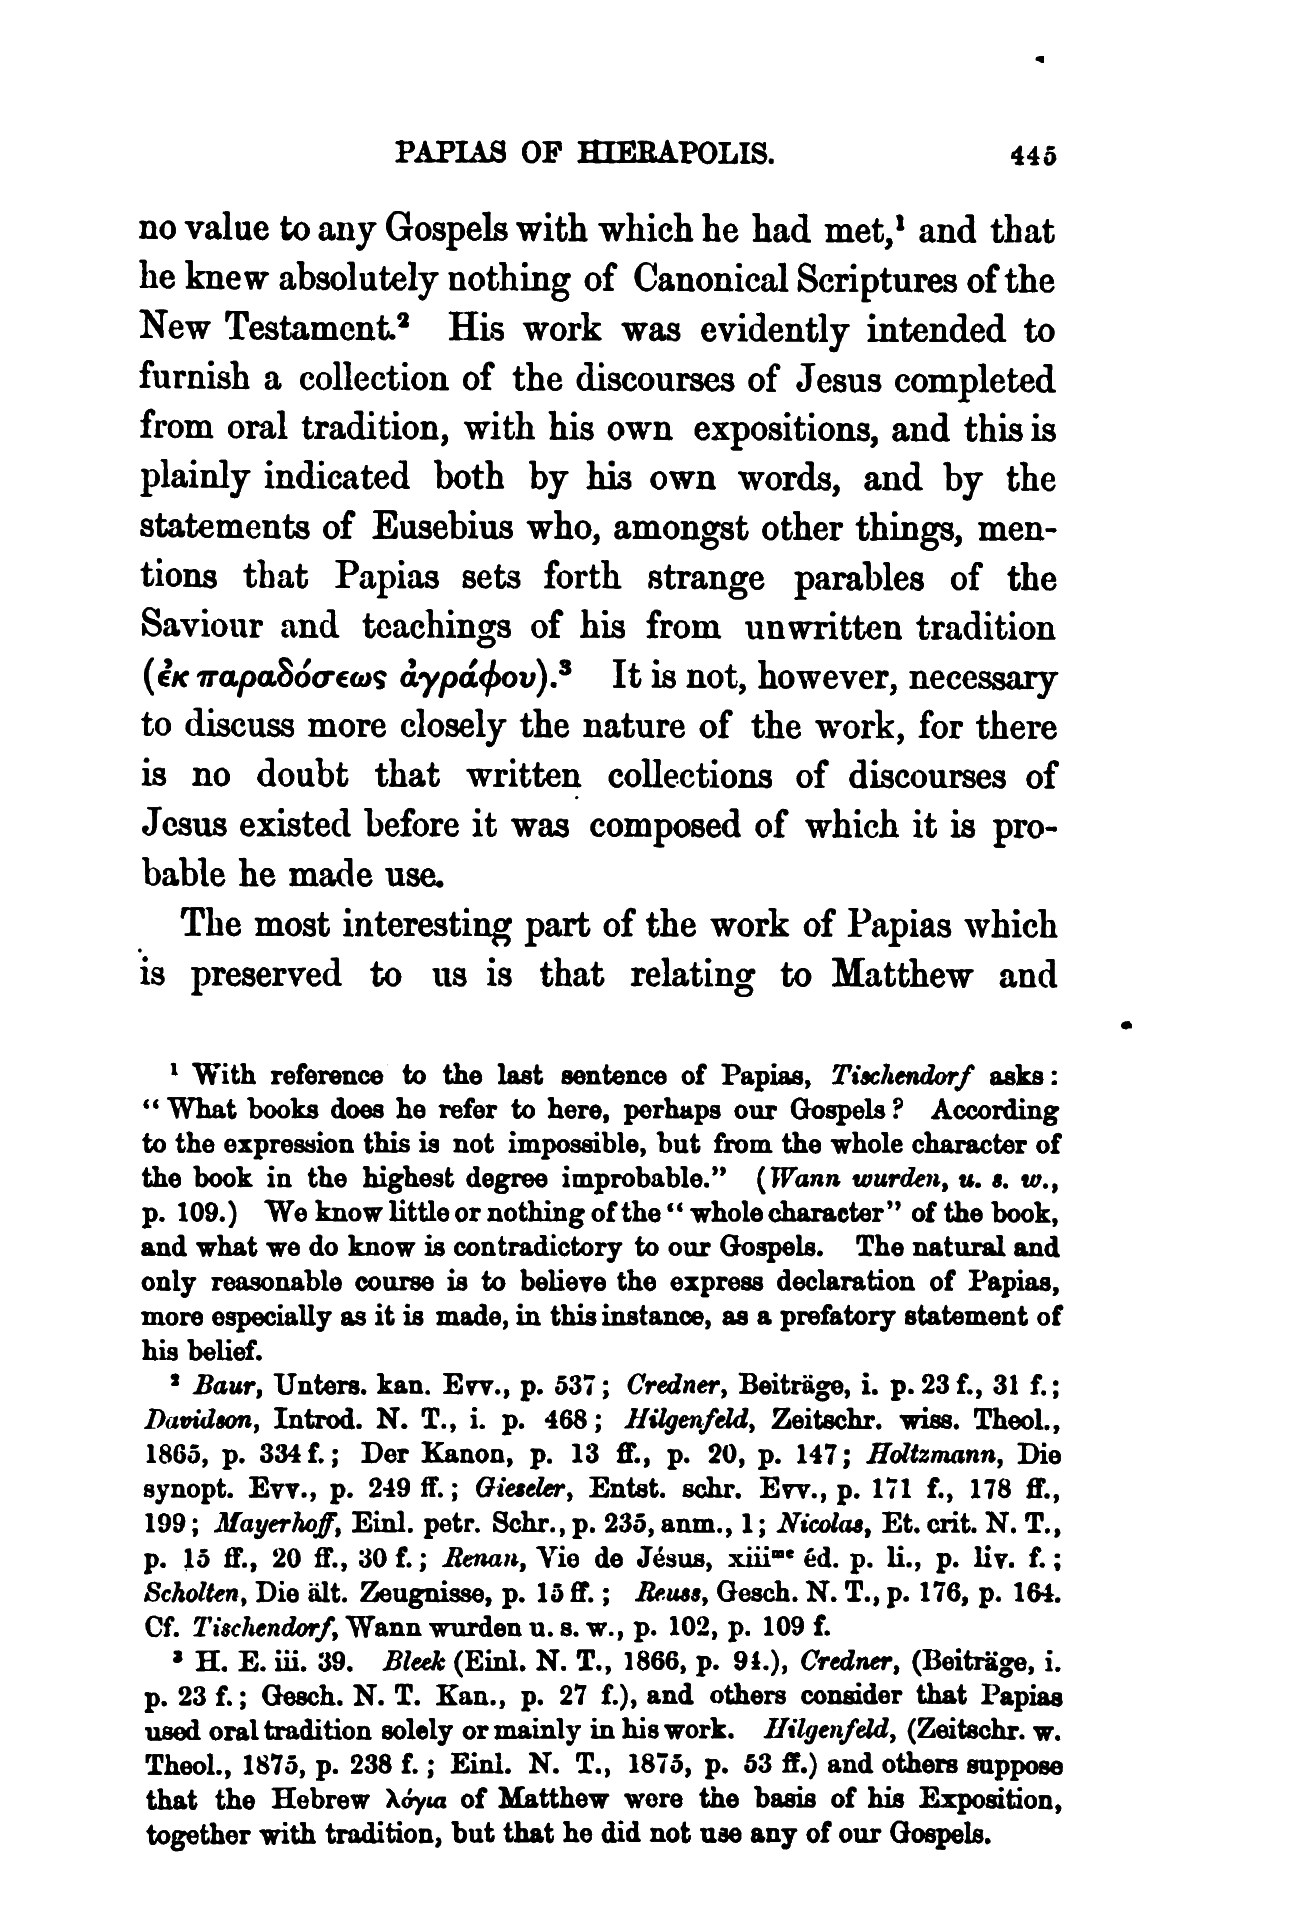 PAPIAS OF HIERAPOLIS. 445
no value to any Gospels with which he had met,¹ and that
he knew absolutely nothing of Canonical Scriptures of the
New Testament.² His work was evidently intended to
furnish a collection of the discourses of Jesus completed
from oral tradition, with his own expositions, and this is
plainly indicated both by his own words, and by the
statements of Eusebius who, amongst other things, men-
tions that Papias sets forth strange parables of the
Saviour and teachings of his from unwritten tradition
(ἐκ παραδόσεως ἀγράφου).³ It is not, however, necessary
to discuss more closely the nature of the work, for there
is no doubt that written collections of discourses of
Jesus existed before it was composed of which it is pro-
bable he made use.
The most interesting part of the work of Papias which
is preserved to us is that relating to Matthew and
¹ With reference to the last sentence of Papias, Tischendorf asks:
“What books does he refer to here, perhaps our Gospels? According
to the expression this is not impossible, but from the whole character of
the book in the highest degree improbable.” (Wann wurden, u. s. w.,
p. 109.) We know little or nothing of the “whole character” of the book,
and what we do know is contradictory to our Gospels. The natural and
only reasonable course is to believe the express declaration of Papias,
more especially as it is made, in this instance, as a prefatory statement of
his belief.
² Baur, Unters. kan. Evv., p. 537; Credner, Beiträge, i. p. 23 f., 31 f.;
Davidson, Introd. N. T., i. p. 468; Hilgenfeld, Zeitschr. wiss. Theol.,
1865, p. 334 f.; Der Kanon, p. 13 ff., p. 20, p. 147; Holtzmann, Die
synopt. Evv., p. 249 ff.; Gieseler, Entst. schr. Evv., p. 171 f., 178 ff.,
199; Mayerhoff, Einl. petr. Schr., p. 235, anm., 1; Nicolas, Et. crit. N. T.,
p. 15 ff., 20 ff., 30 f.; Renan, Vie de Jésus, xiiiᵐᵉ éd. p. li., p. liv. f.;
Scholten, Die ält. Zeugnisse, p. 15 ff.; Reuss, Gesch. N. T., p. 176, p. 164.
Cf. Tischendorf, Wann wurden u. s. w., p. 102, p. 109 f.
³ H. E. iii. 39. Bleek (Einl. N. T., 1866, p. 94.), Credner, (Beiträge, i.
p. 23 f.; Gesch. N. T. Kan., p. 27 f.), and others consider that Papias
used oral tradition solely or mainly in his work. Hilgenfeld, (Zeitschr. w.
Theol., 1875, p. 238 f.; Einl. N. T., 1875, p. 53 ff.) and others suppose
that the Hebrew λόγια of Matthew were the basis of his Exposition,
together with tradition, but that he did not use any of our Gospels.